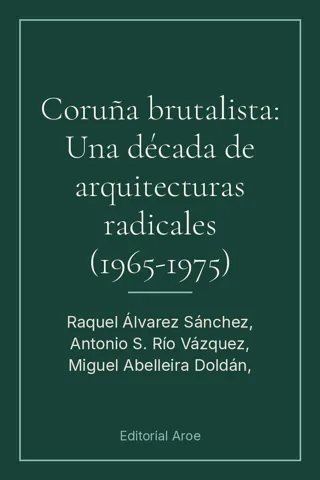 Coruña brutalista:
Una década de
arquitecturas
radicales
(1965-1975)
Raquel Álvarez Sánchez,
Antonio S. Río Vázquez,
Miguel Abelleira Doldán,
Editorial Aroe